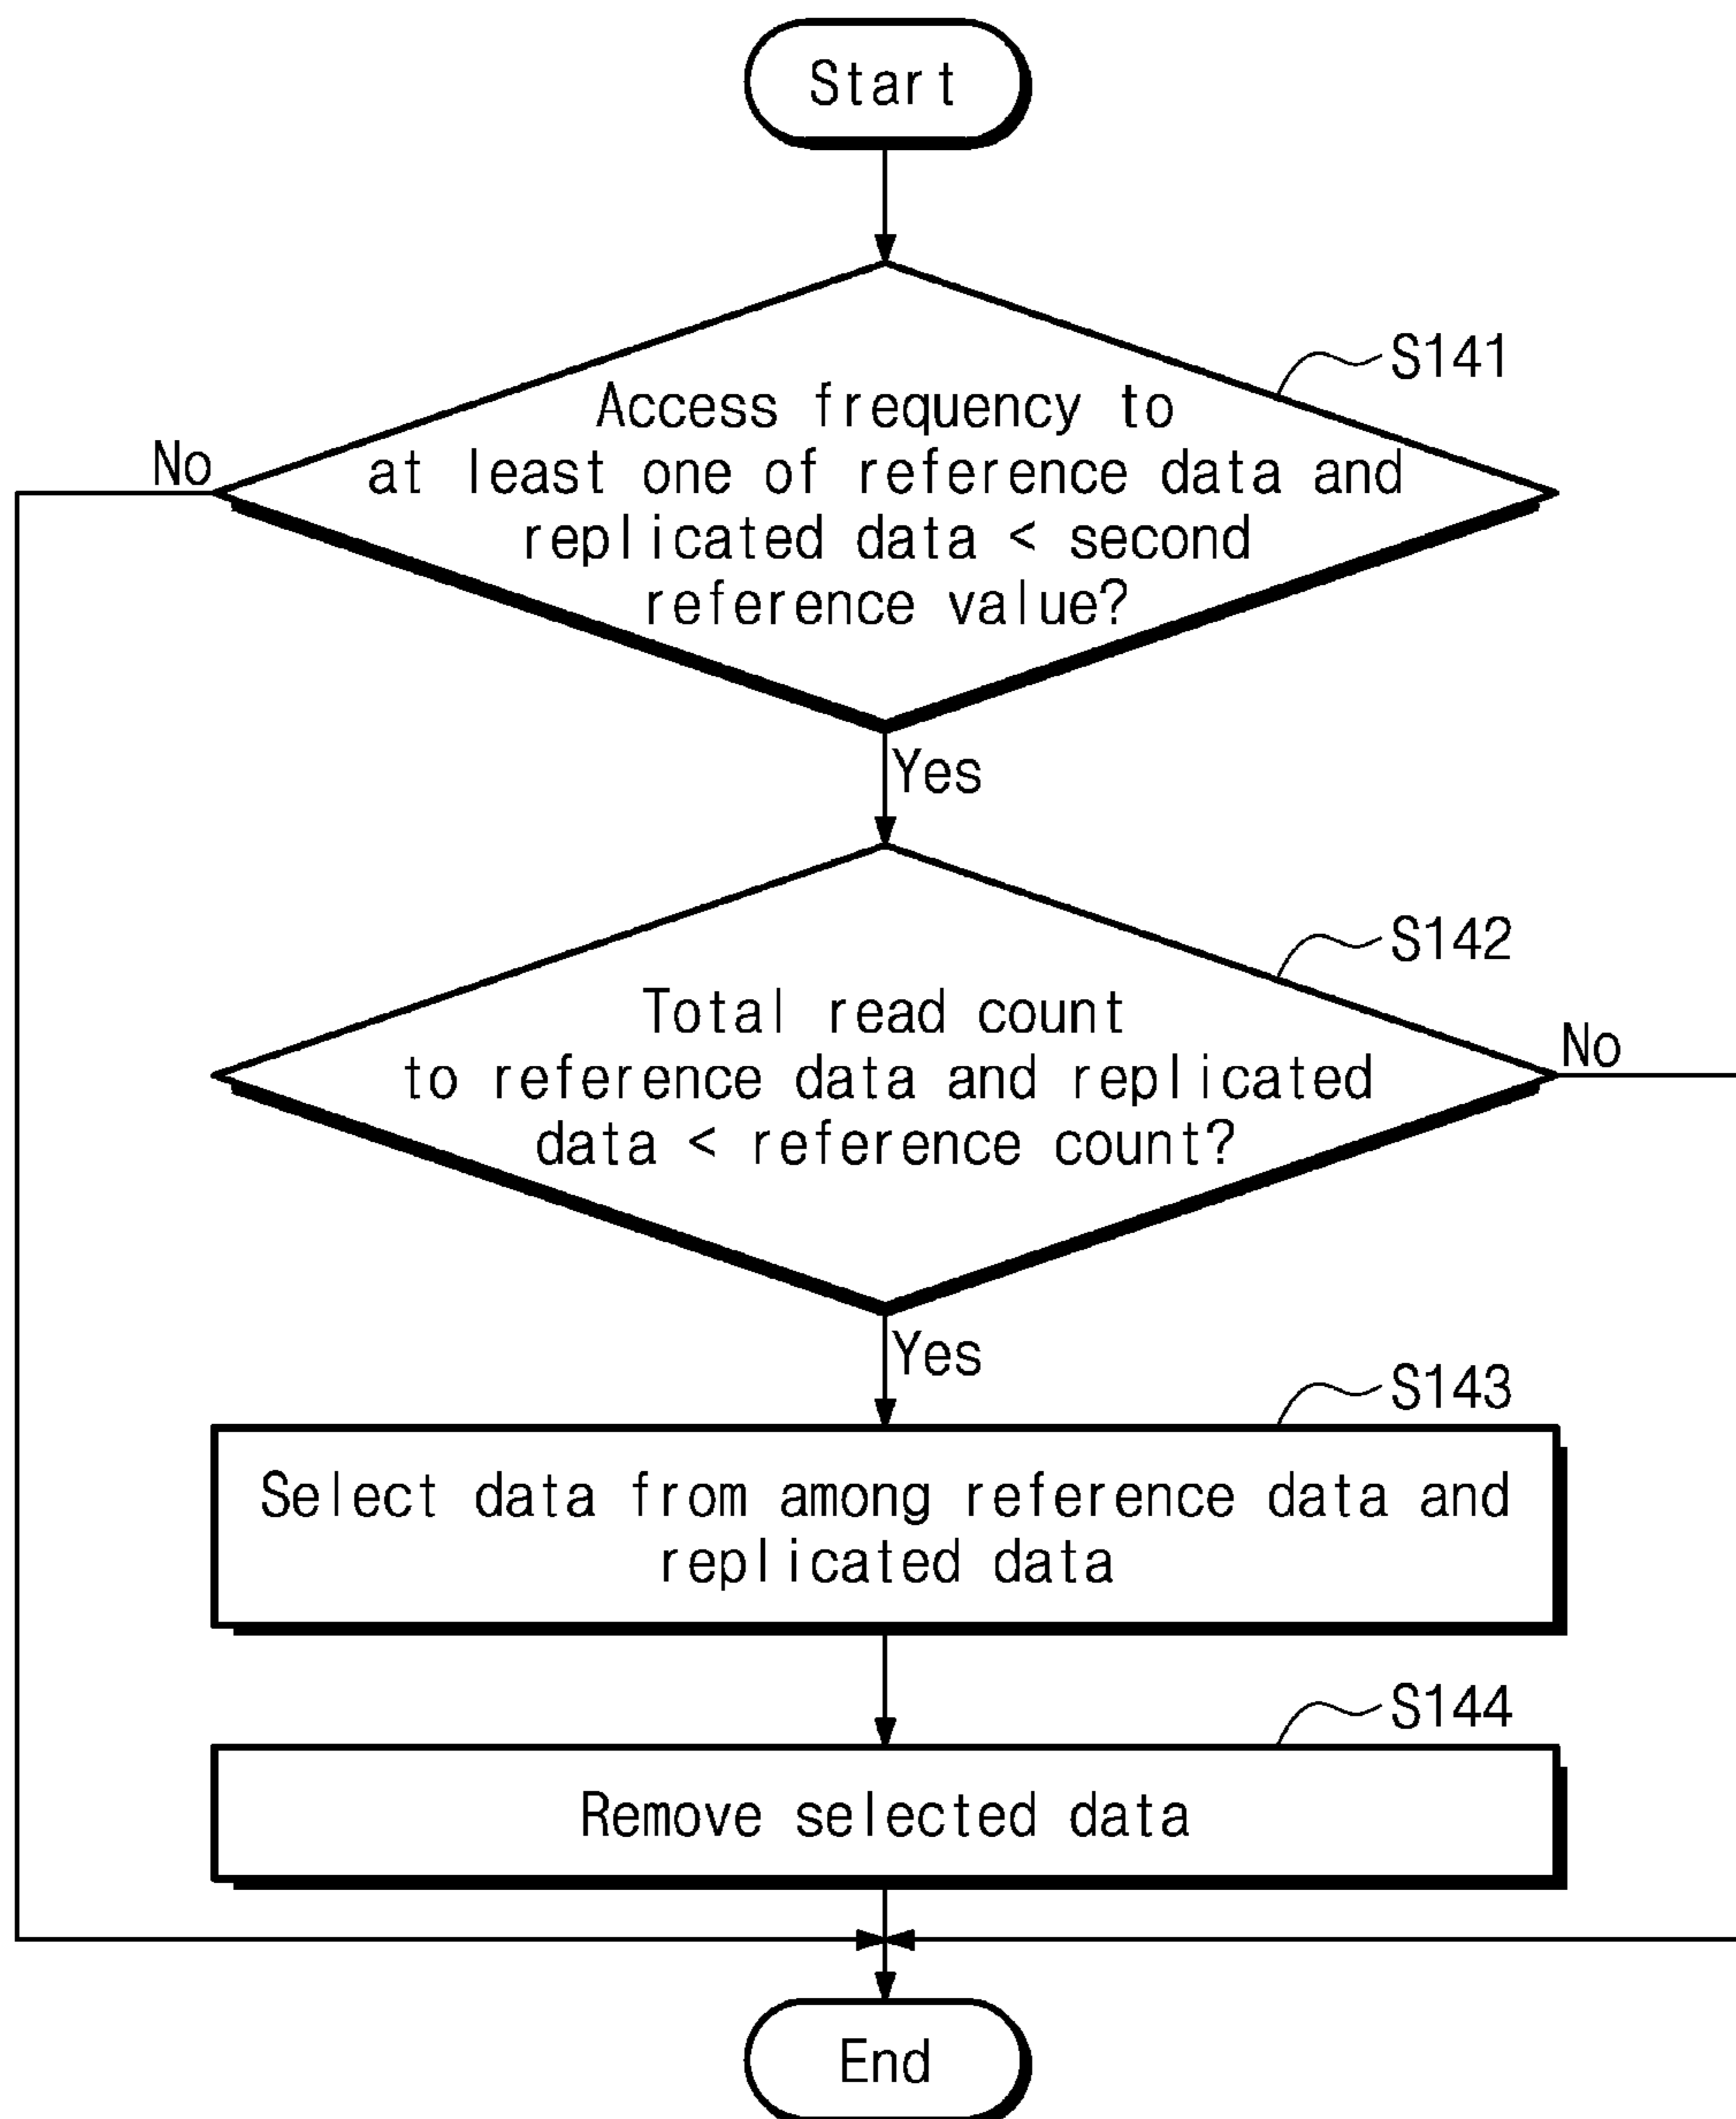 Start
S141
Access frequency to
at least one of reference data and
replicated data < second
reference value?
No
Yes
S142
Total read count
to reference data and replicated
data < reference count?
No
Yes
S143
Select data from among reference data and
replicated data
S144
Remove selected data
End